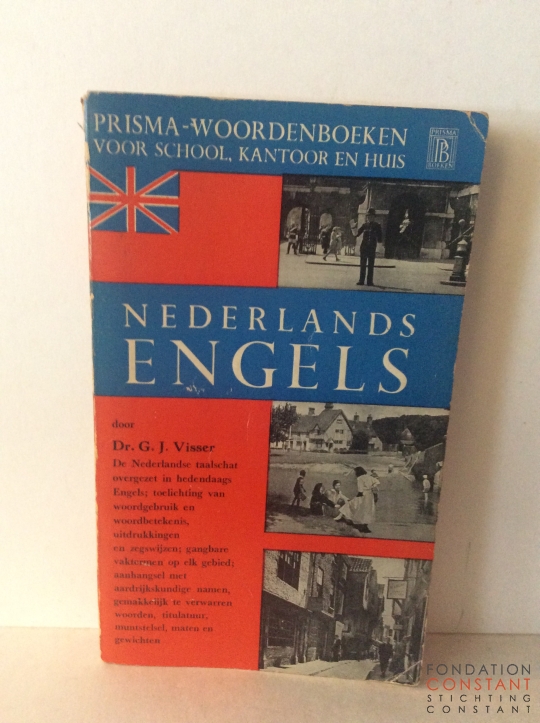 PRISMA-WOORDENBOEKEN
VOOR SCHOOL, KANTOOR EN HUIS
PRISMA
PB
BOEKEN
NEDERLANDS
ENGELS
door
Dr. G. J. Visser
De Nederlandse taalschat
overgezet in hedendaags
Engels; toelichting van
woordgebruik en
woordbetekenis,
uitdrukkingen
en zegswijzen; gangbare
vaktermen op elk gebied;
aanhangsel met
aardrijkskundige namen,
gemakkelijk te verwarren
woorden, titulatuur,
muntstelsel, maten en
gewichten
FONDATION
CONSTANT
STICHTING
CONSTANT